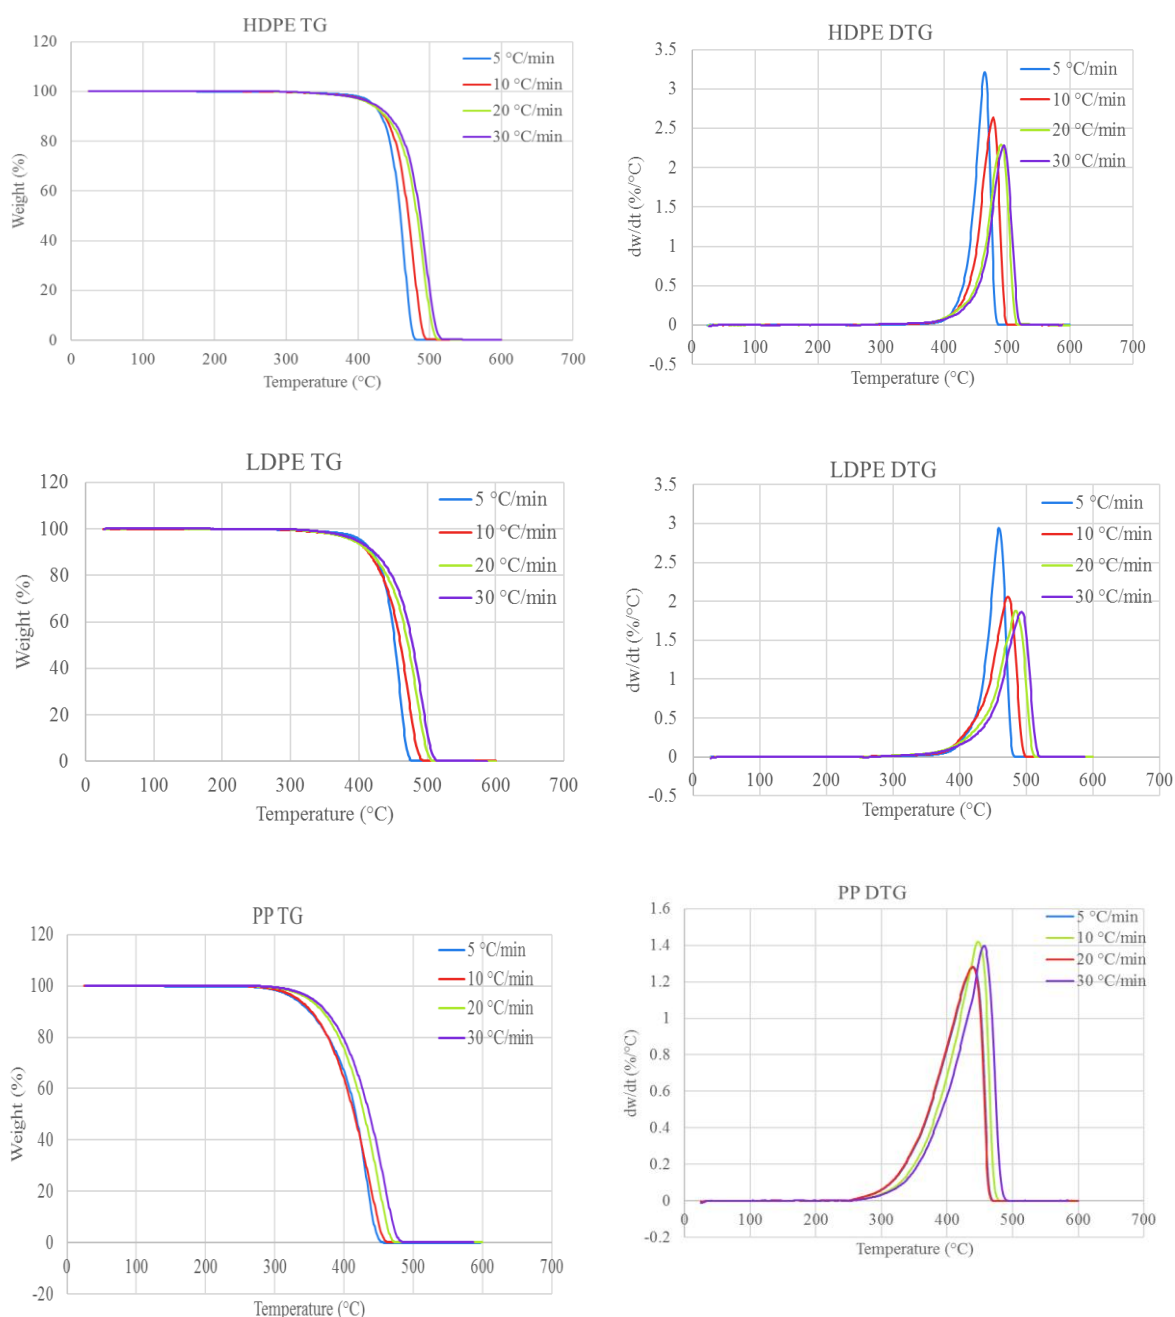 HDPE TG
120
100
80
60
40
20
0
Weight (%)
0 100 200 300 400 500 600 700
Temperature (°C)
5 °C/min
10 °C/min
20 °C/min
30 °C/min
HDPE DTG
3.5
3
2.5
2
1.5
1
0.5
0
-0.5
dw/dt (%/°C)
0 100 200 300 400 500 600 700
Temperature (°C)
5 °C/min
10 °C/min
20 °C/min
30 °C/min
LDPE TG
120
100
80
60
40
20
0
Weight (%)
0 100 200 300 400 500 600 700
Temperature (°C)
5 °C/min
10 °C/min
20 °C/min
30 °C/min
LDPE DTG
3.5
3
2.5
2
1.5
1
0.5
0
-0.5
dw/dt (%/°C)
0 100 200 300 400 500 600 700
Temperature (°C)
5 °C/min
10 °C/min
20 °C/min
30 °C/min
PP TG
120
100
80
60
40
20
0
-20
Weight (%)
0 100 200 300 400 500 600 700
Temperature (°C)
5 °C/min
10 °C/min
20 °C/min
30 °C/min
PP DTG
1.6
1.4
1.2
1
0.8
0.6
0.4
0.2
0
-0.2
dw/dt (%/°C)
0 100 200 300 400 500 600 700
Temperature (°C)
5 °C/min
10 °C/min
20 °C/min
30 °C/min